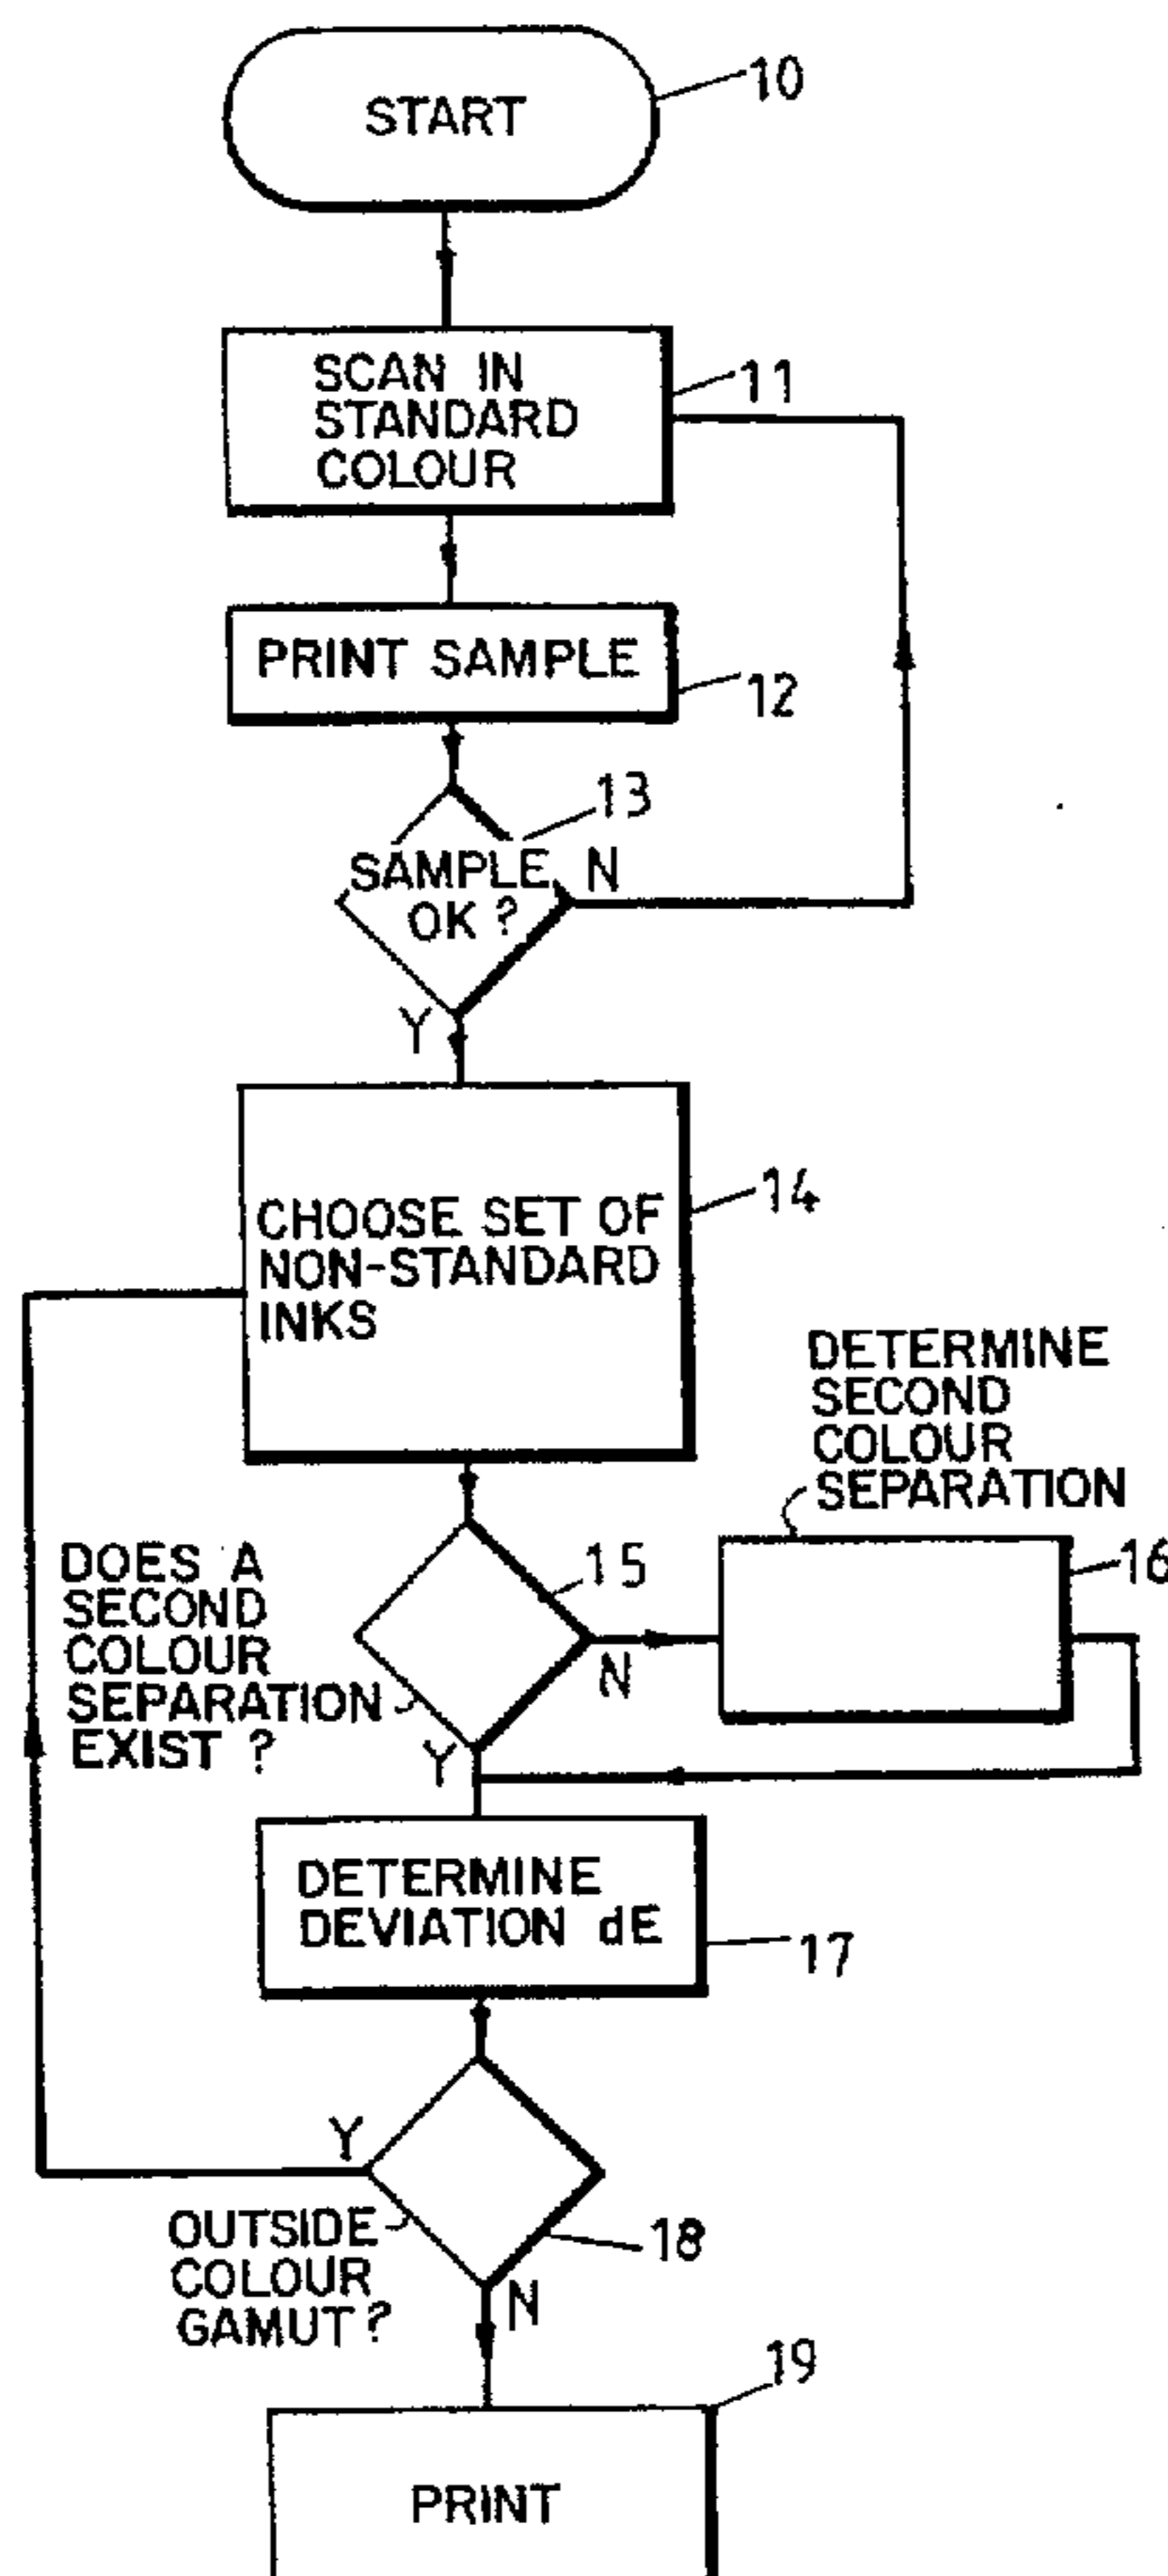 START
10
SCAN IN
STANDARD
COLOUR
11
PRINT SAMPLE
12
13
SAMPLE
OK ?
N
Y
CHOOSE SET OF
NON-STANDARD
INKS
14
DETERMINE
SECOND
COLOUR
SEPARATION
16
DOES A
SECOND
COLOUR
SEPARATION
EXIST ?
15
N
Y
DETERMINE
DEVIATION dE
17
Y
OUTSIDE
COLOUR
GAMUT?
18
N
19
PRINT